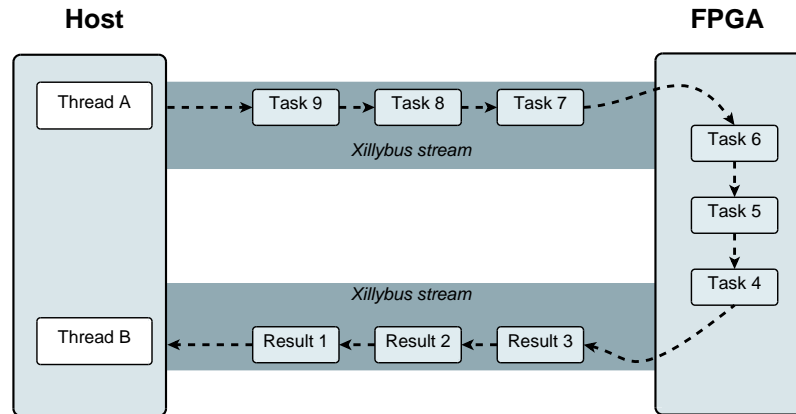 Host
FPGA
Thread A
Task 9
Task 8
Task 7
Xillybus stream
Task 6
Task 5
Task 4
Xillybus stream
Thread B
Result 1
Result 2
Result 3